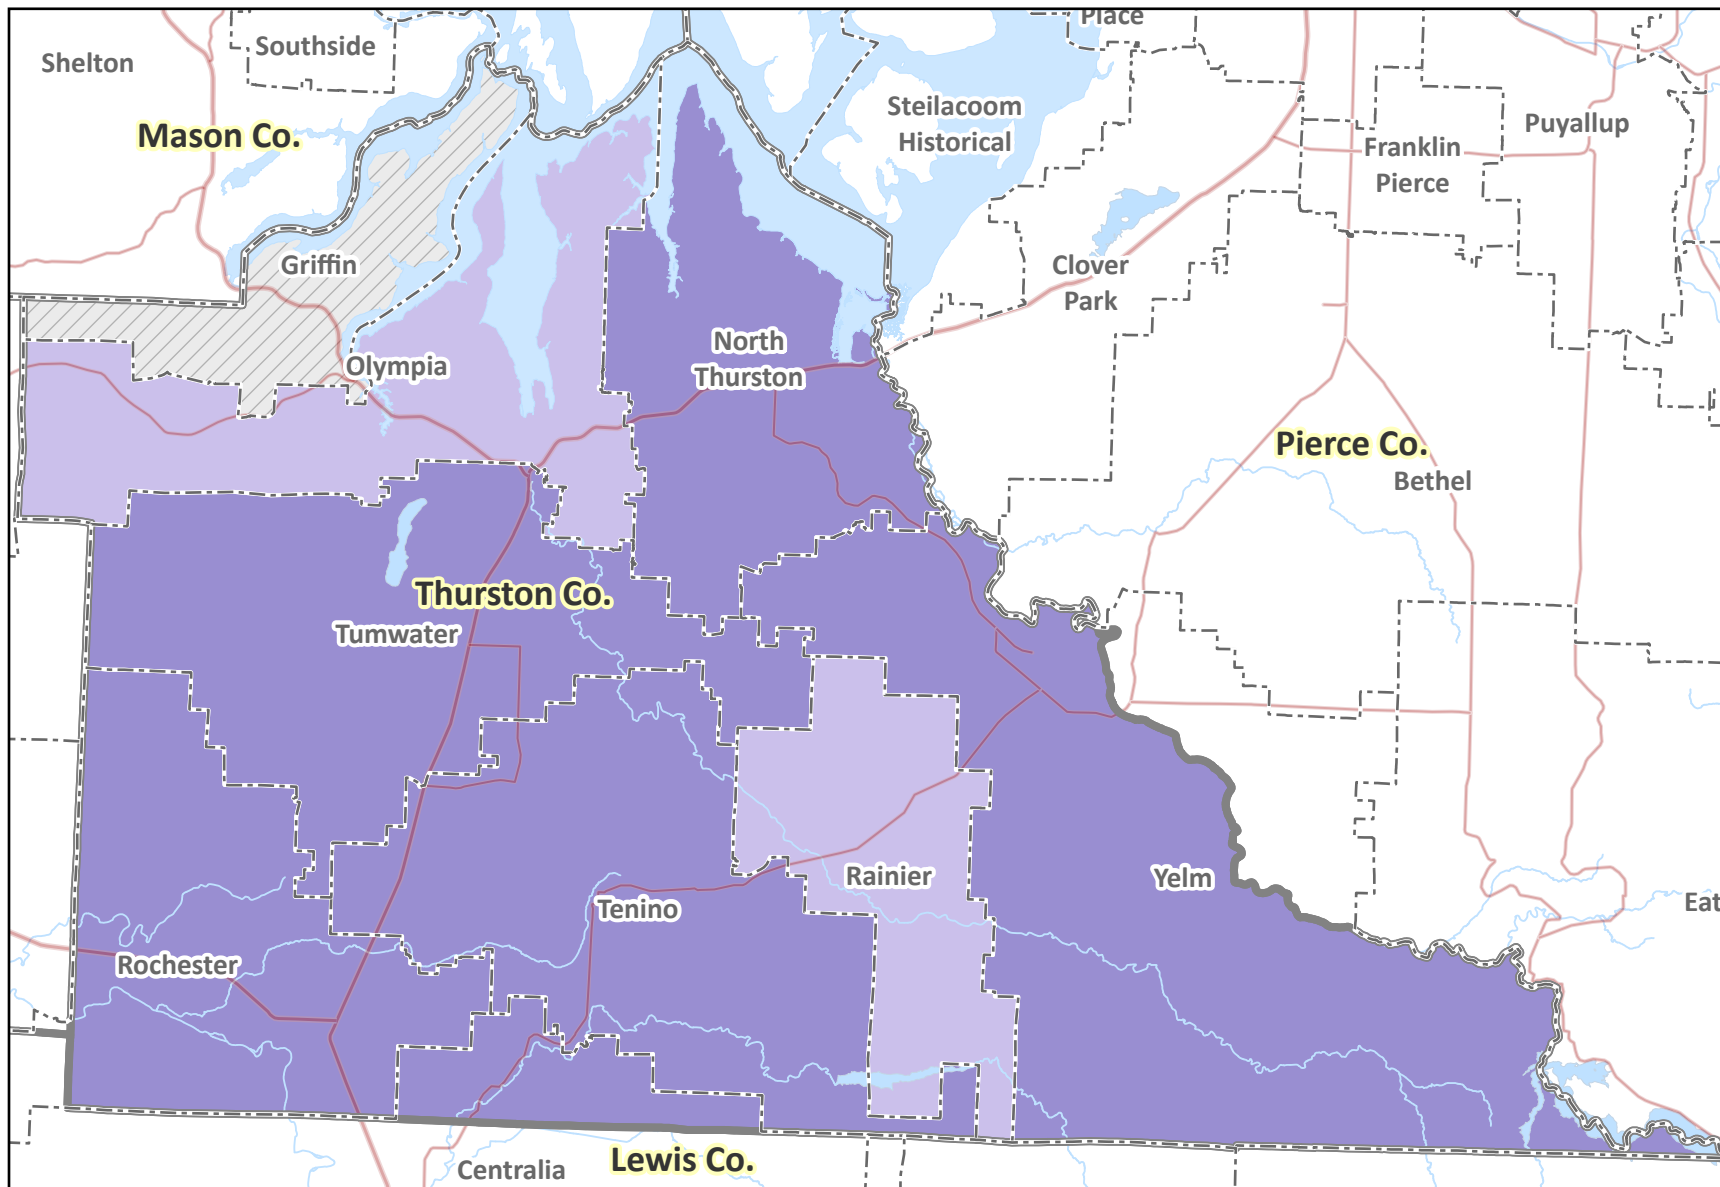 Place
Southside
Shelton
Steilacoom
Historical
Mason Co.
Puyallup
Franklin
Pierce
Griffin
Clover
Park
North
Thurston
Olympia
Pierce Co.
Bethel
Thurston Co.
Tumwater
Rainier
Yelm
Tenino
Eat
Rochester
Centralia
Lewis Co.